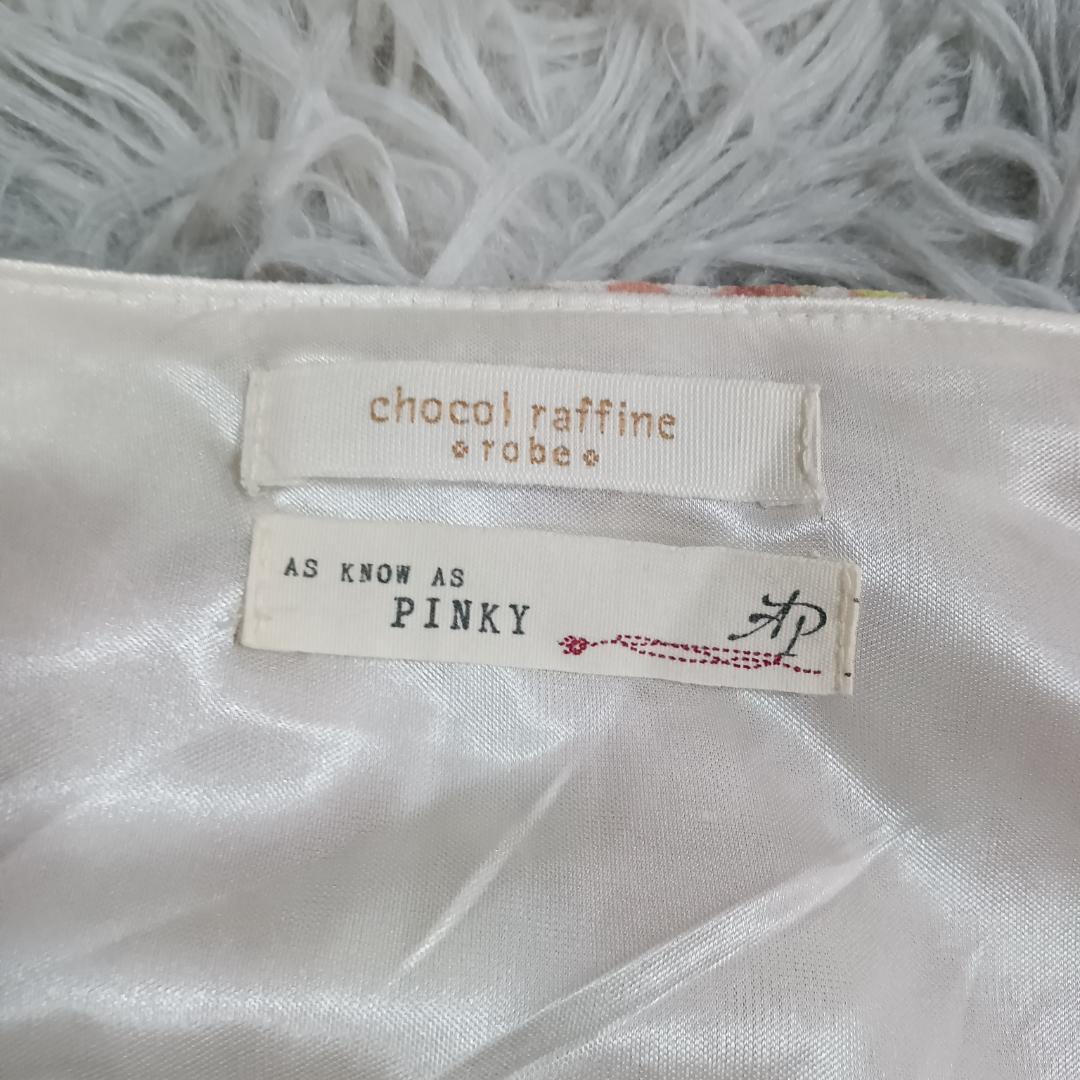 chocol raffine
robe
AS KNOW AS
PINKY
AP